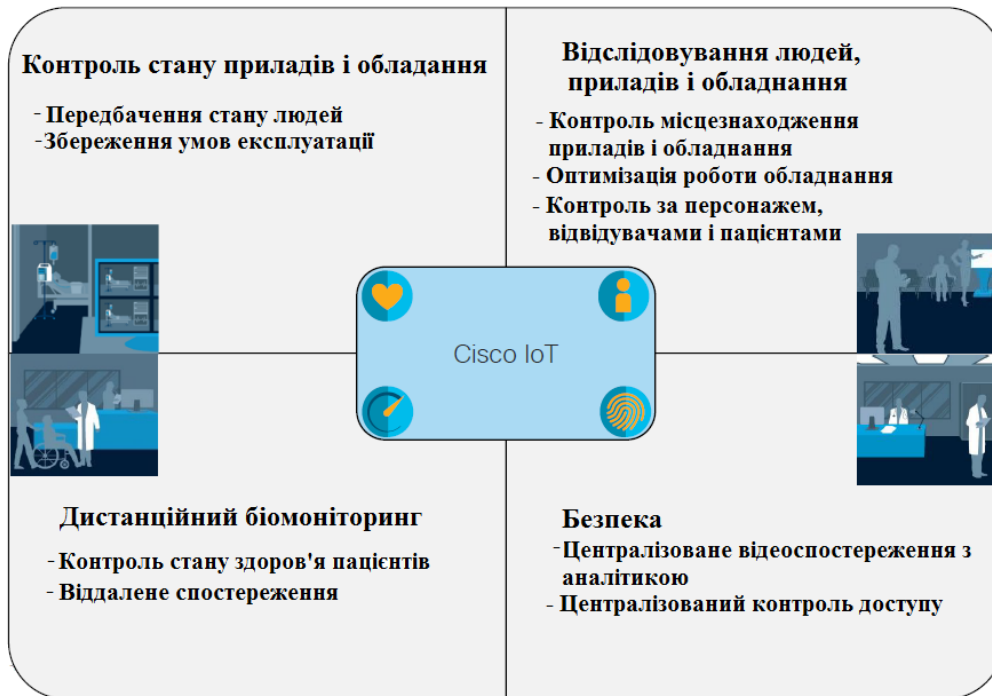 Контроль стану приладів і обладання
- Передбачення стану людей
-Збереження умов експлуатації
Відслідовування людей,
приладів і обладнання
- Контроль місцезнаходження
приладів і обладнання
- Оптимізація роботи обладнання
- Контроль за персонажем,
відвідувачами і пацієнтами
Cisco IoT
Дистанційний біомоніторинг
- Контроль стану здоров'я пацієнтів
- Віддалене спостереження
Безпека
-Централізоване відеоспостереження з
аналітикою
- Централізований контроль доступу